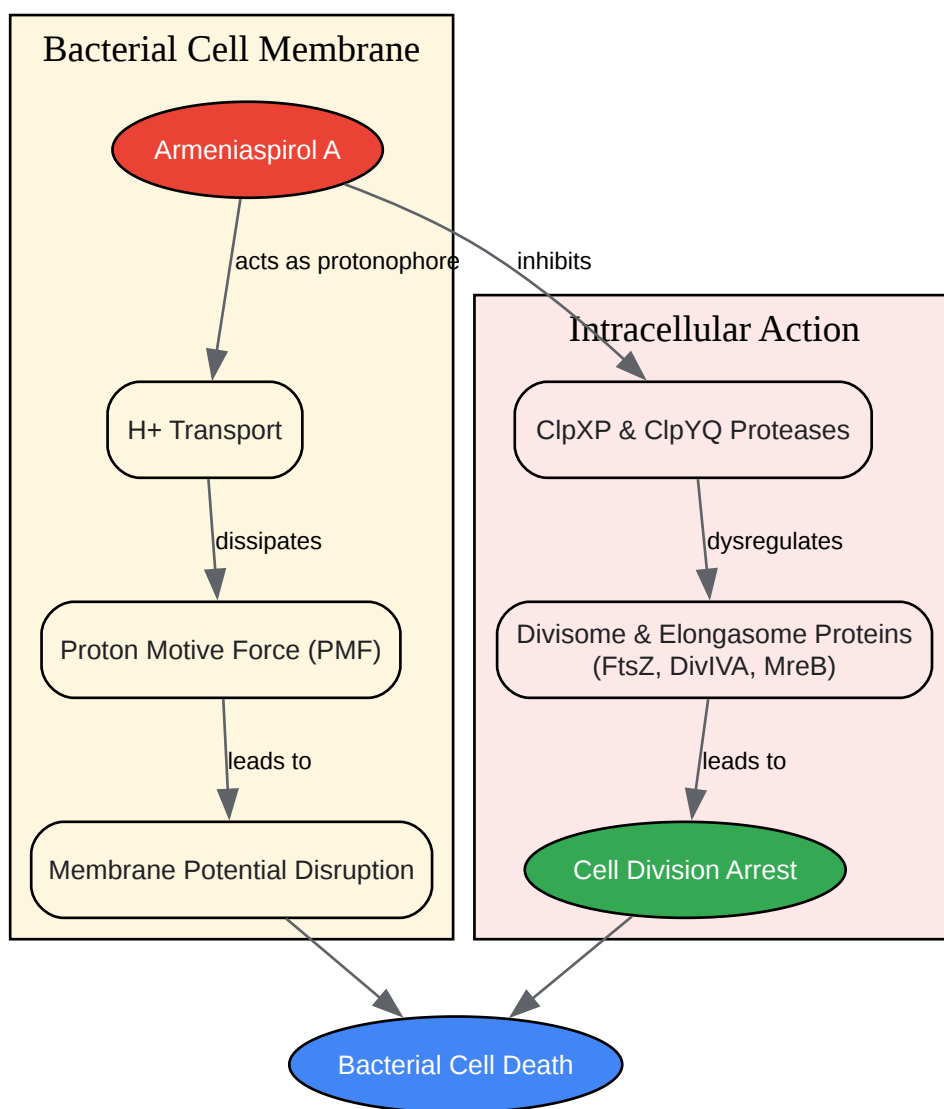 Bacterial Cell Membrane
Armeniaspirol A
acts as protonophore
inhibits
Intracellular Action
H+ Transport
ClpXP & ClpYQ Proteases
dissipates
dysregulates
Proton Motive Force (PMF)
Divisome & Elongasome Proteins
(FtsZ, DivIVA, MreB)
leads to
leads to
Membrane Potential Disruption
Cell Division Arrest
Bacterial Cell Death